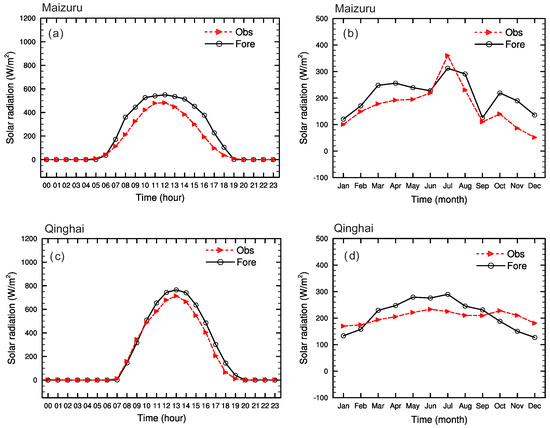 Maizuru
(a)
Obs
Fore
Solar radiation (W/m²)
1200
1000
800
600
400
200
0
00 01 02 03 04 05 06 07 08 09 10 11 12 13 14 15 16 17 18 19 20 21 22 23
Time (hour)
Maizuru
(b)
Obs
Fore
Solar radiation (W/m²)
500
400
300
200
100
0
-100
Jan Feb Mar Apr May Jun Jul Aug Sep Oct Nov Dec
Time (month)
Qinghai
(c)
Obs
Fore
Solar radiation (W/m²)
1200
1000
800
600
400
200
0
00 01 02 03 04 05 06 07 08 09 10 11 12 13 14 15 16 17 18 19 20 21 22 23
Time (hour)
Qinghai
(d)
Obs
Fore
Solar radiation (W/m²)
500
400
300
200
100
0
-100
Jan Feb Mar Apr May Jun Jul Aug Sep Oct Nov Dec
Time (month)